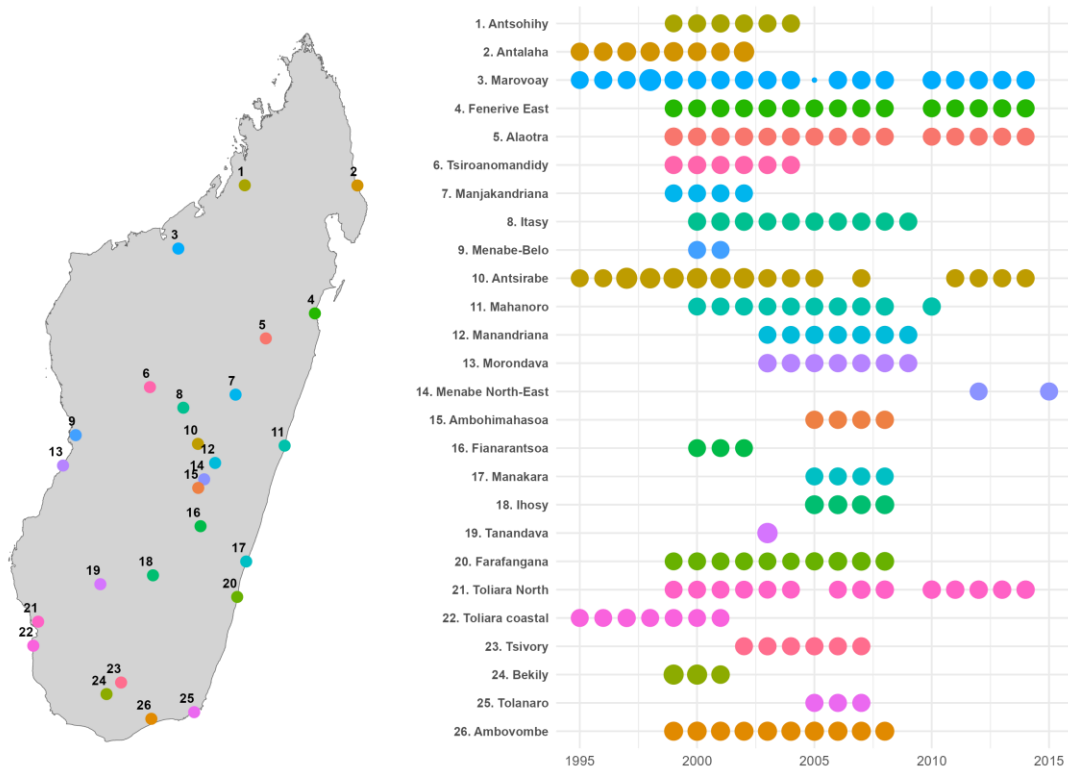 1
2
3
4
5
6
7
8
9
10
11
12
13
14
15
16
17
18
19
20
21
22
23
24
25
26
1. Antsohihy
2. Antalaha
3. Marovoay
4. Fenerive East
5. Alaotra
6. Tsiroanomandidy
7. Manjakandriana
8. Itasy
9. Menabe-Belo
10. Antsirabe
11. Mahanoro
12. Manandriana
13. Morondava
14. Menabe North-East
15. Ambohimahasoa
16. Fianarantsoa
17. Manakara
18. Ihosy
19. Tanandava
20. Farafangana
21. Toliara North
22. Toliara coastal
23. Tsivory
24. Bekily
25. Tolanaro
26. Ambovombe
1995 2000 2005 2010 2015